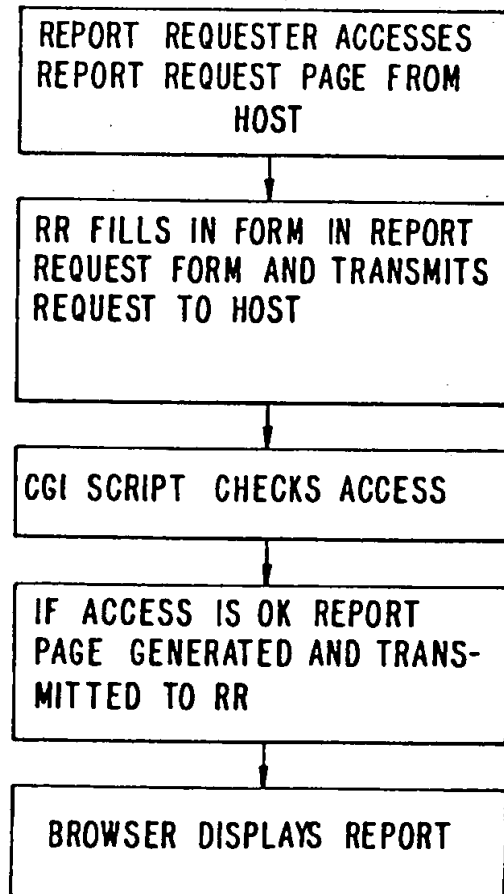 REPORT REQUESTER ACCESSES
REPORT REQUEST PAGE FROM
HOST
RR FILLS IN FORM IN REPORT
REQUEST FORM AND TRANSMITS
REQUEST TO HOST
CGI SCRIPT CHECKS ACCESS
IF ACCESS IS OK REPORT
PAGE GENERATED AND TRANS-
MITTED TO RR
BROWSER DISPLAYS REPORT